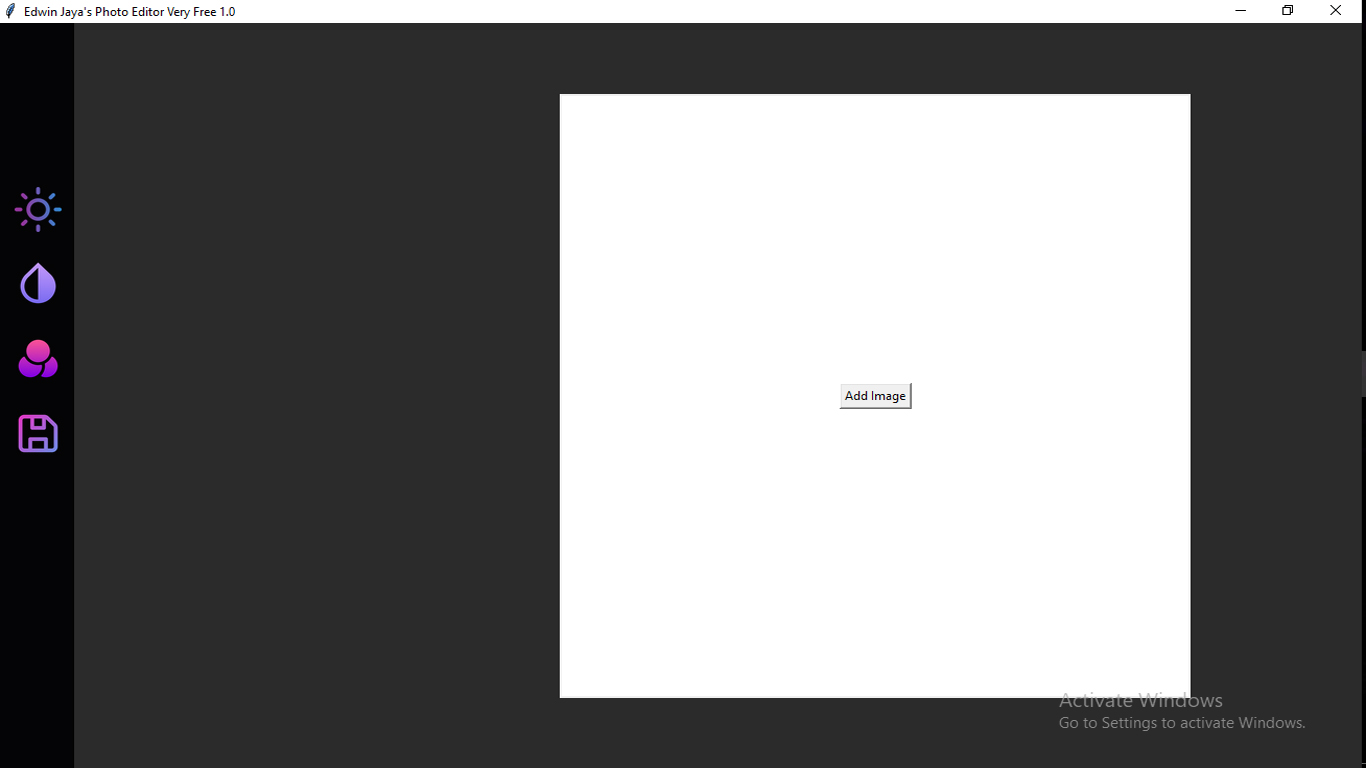 Edwin Jaya's Photo Editor Very Free 1.0
Add Image
Activate Windows
Go to Settings to activate Windows.